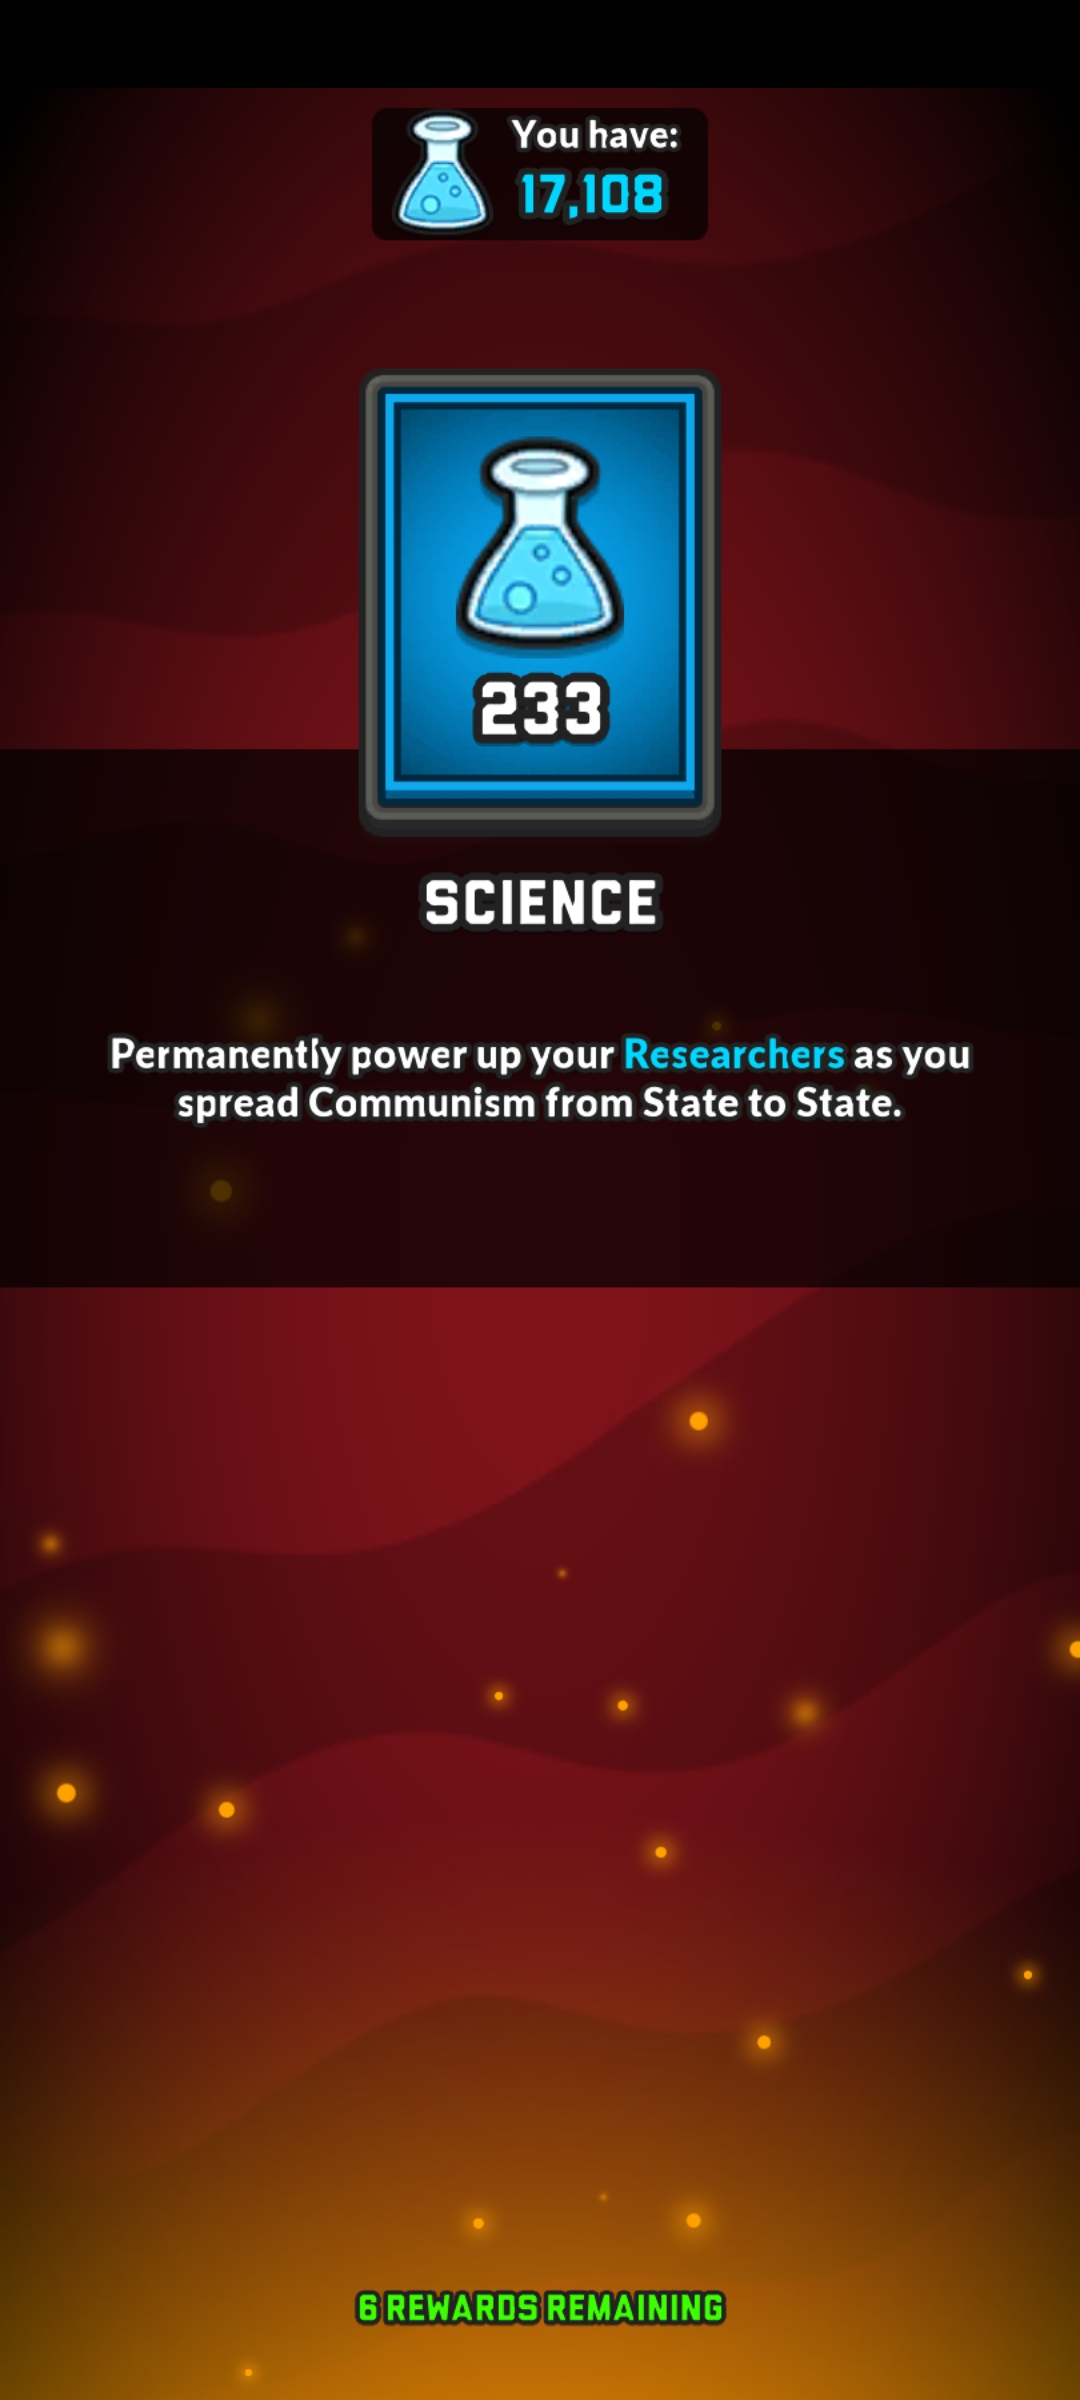 You have:
17,108
233
SCIENCE
Permanently power up your Researchers as you
spread Communism from State to State.
6 REWARDS REMAINING